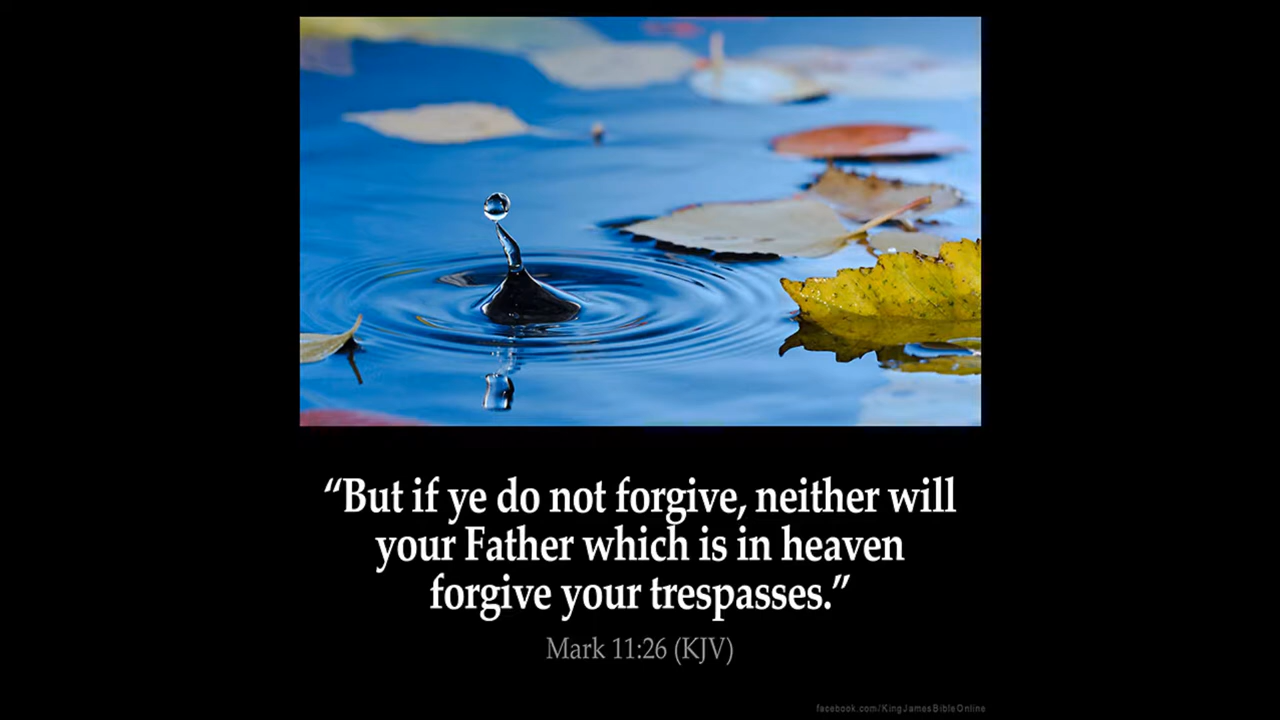 “But if ye do not forgive, neither will
your Father which is in heaven
forgive your trespasses.”
Mark 11:26 (KJV)
facebook.com/KingJamesBibleOnline